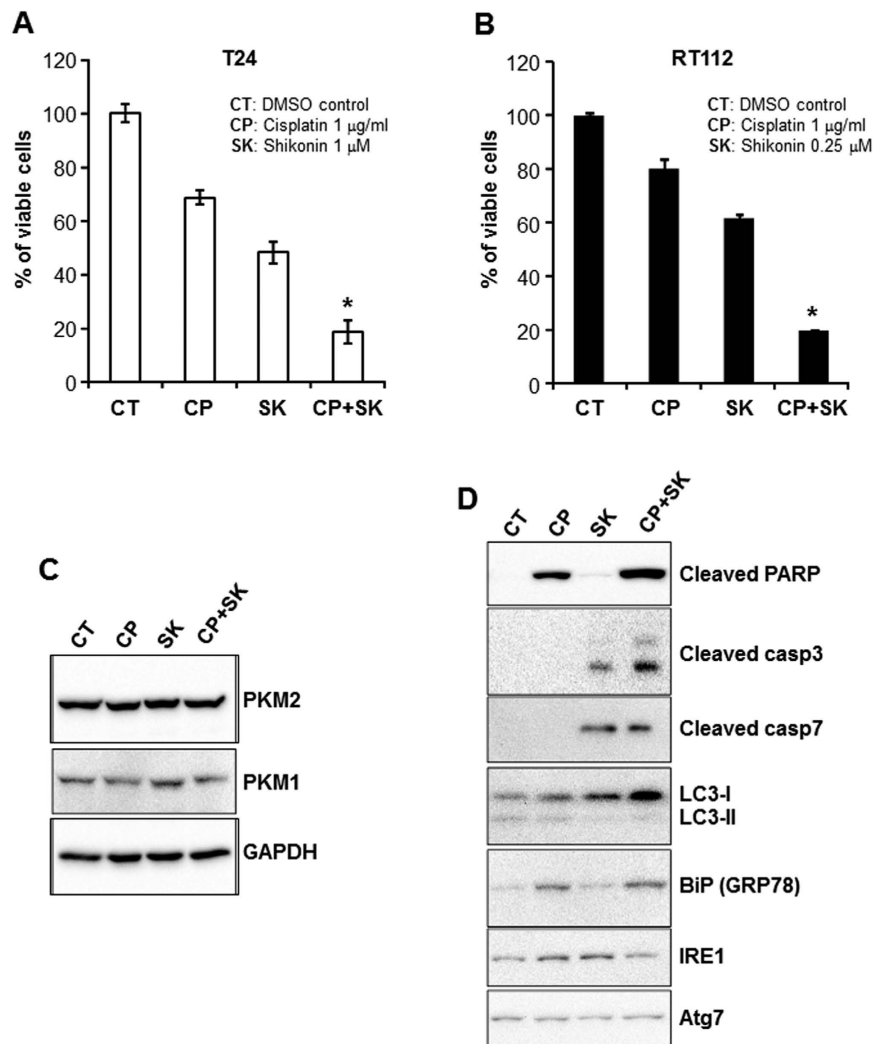 A
T24
120
100
80
60
40
20
0
% of viable cells
CT: DMSO control
CP: Cisplatin 1 μg/ml
SK: Shikonin 1 μM
*
CT CP SK CP+SK
B
RT112
120
100
80
60
40
20
0
% of viable cells
CT: DMSO control
CP: Cisplatin 1 μg/ml
SK: Shikonin 0.25 μM
*
CT CP SK CP+SK
C
CT CP SK CP+SK
PKM2
PKM1
GAPDH
D
CT CP SK CP+SK
Cleaved PARP
Cleaved casp3
Cleaved casp7
LC3-I
LC3-II
BiP (GRP78)
IRE1
Atg7